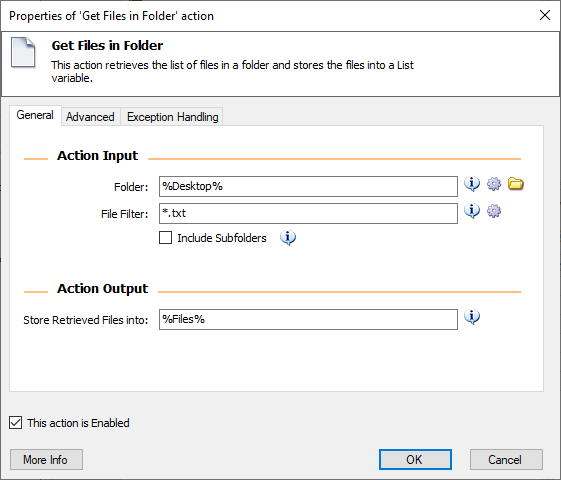 Properties of 'Get Files in Folder' action
Get Files in Folder
This action retrieves the list of files in a folder and stores the files into a List
variable.
General Advanced Exception Handling
Action Input
Folder: %Desktop%
File Filter: *.txt
Include Subfolders
Action Output
Store Retrieved Files into: %Files%
This action is Enabled
More Info OK Cancel